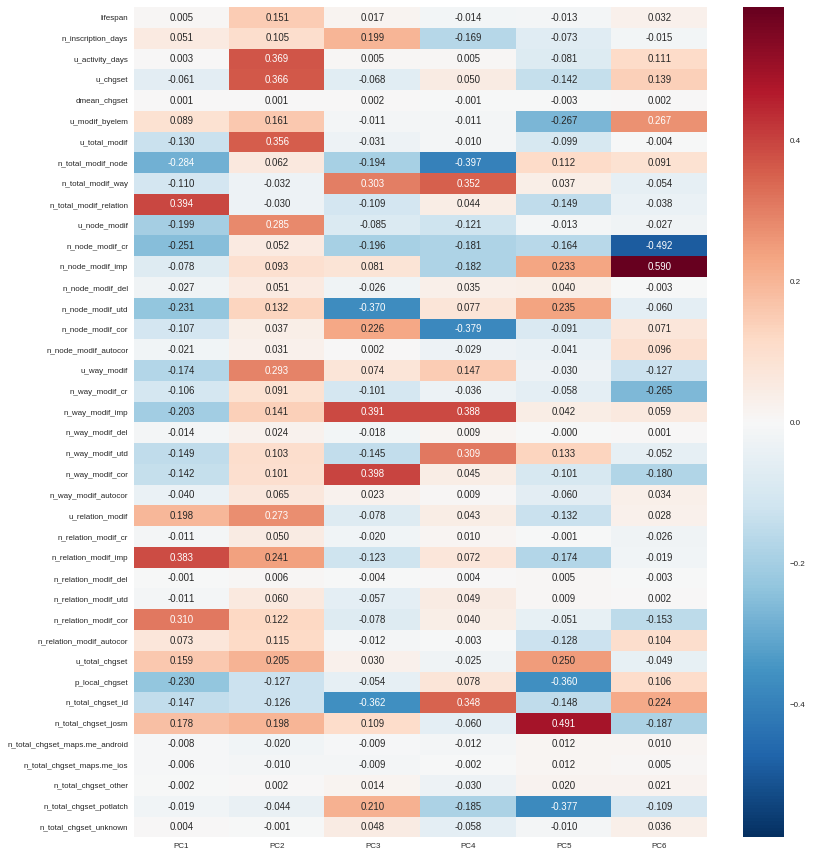 lifespan 0.005 0.151 0.017 -0.014 -0.013 0.032
n_inscription_days 0.051 0.105 0.199 -0.169 -0.073 -0.015
u_activity_days 0.003 0.369 0.005 0.005 -0.081 0.111
u_chgset -0.061 0.366 -0.068 0.050 -0.142 0.139
dmean_chgset 0.001 0.001 0.002 -0.001 -0.003 0.002
u_modif_byelem 0.089 0.161 -0.011 -0.011 -0.267 0.267
u_total_modif -0.130 0.356 -0.031 -0.010 -0.099 -0.004
n_total_modif_node -0.284 0.062 -0.194 -0.397 0.112 0.091
n_total_modif_way -0.110 -0.032 0.303 0.352 0.037 -0.054
n_total_modif_relation 0.394 -0.030 -0.109 0.044 -0.149 -0.038
u_node_modif -0.199 0.285 -0.085 -0.121 -0.013 -0.027
n_node_modif_cr -0.251 0.052 -0.196 -0.181 -0.164 -0.492
n_node_modif_imp -0.078 0.093 0.081 -0.182 0.233 0.590
n_node_modif_del -0.027 0.051 -0.026 0.035 0.040 -0.003
n_node_modif_utd -0.231 0.132 -0.370 0.077 0.235 -0.060
n_node_modif_cor -0.107 0.037 0.226 -0.379 -0.091 0.071
n_node_modif_autocor -0.021 0.031 0.002 -0.029 -0.041 0.096
u_way_modif -0.174 0.293 0.074 0.147 -0.030 -0.127
n_way_modif_cr -0.106 0.091 -0.101 -0.036 -0.058 -0.265
n_way_modif_imp -0.203 0.141 0.391 0.388 0.042 0.059
n_way_modif_del -0.014 0.024 -0.018 0.009 -0.000 0.001
n_way_modif_utd -0.149 0.103 -0.145 0.309 0.133 -0.052
n_way_modif_cor -0.142 0.101 0.398 0.045 -0.101 -0.180
n_way_modif_autocor -0.040 0.065 0.023 0.009 -0.060 0.034
u_relation_modif 0.198 0.273 -0.078 0.043 -0.132 0.028
n_relation_modif_cr -0.011 0.050 -0.020 0.010 -0.001 -0.026
n_relation_modif_imp 0.383 0.241 -0.123 0.072 -0.174 -0.019
n_relation_modif_del -0.001 0.006 -0.004 0.004 0.005 -0.003
n_relation_modif_utd -0.011 0.060 -0.057 0.049 0.009 0.002
n_relation_modif_cor 0.310 0.122 -0.078 0.040 -0.051 -0.153
n_relation_modif_autocor 0.073 0.115 -0.012 -0.003 -0.128 0.104
u_total_chgset 0.159 0.205 0.030 -0.025 0.250 -0.049
p_local_chgset -0.230 -0.127 -0.054 0.078 -0.360 0.106
n_total_chgset_id -0.147 -0.126 -0.362 0.348 -0.148 0.224
n_total_chgset_josm 0.178 0.198 0.109 -0.060 0.491 -0.187
n_total_chgset_maps.me_android -0.008 -0.020 -0.009 -0.012 0.012 0.010
n_total_chgset_maps.me_ios -0.006 -0.010 -0.009 -0.002 0.012 0.005
n_total_chgset_other -0.002 0.002 0.014 -0.030 0.020 0.021
n_total_chgset_potlatch -0.019 -0.044 0.210 -0.185 -0.377 -0.109
n_total_chgset_unknown 0.004 -0.001 0.048 -0.058 -0.010 0.036
PC1 PC2 PC3 PC4 PC5 PC6
0.4
0.2
0.0
−0.2
−0.4